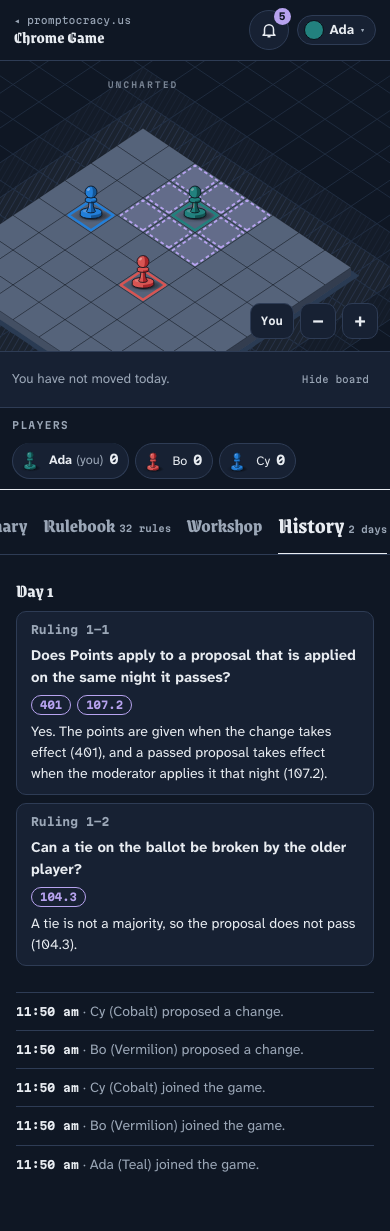 ◂ promptocracy.us
Chrome Game
5
Ada ▾
UNCHARTED
You
−
+
You have not moved today.
Hide board
PLAYERS
Ada (you) 0
Bo 0
Cy 0
Rulebook 32 rules
Workshop
History 2 days
Day 1
Ruling 1–1
Does Points apply to a proposal that is applied
on the same night it passes?
401
107.2
Yes. The points are given when the change takes
effect (401), and a passed proposal takes effect
when the moderator applies it that night (107.2).
Ruling 1–2
Can a tie on the ballot be broken by the older
player?
104.3
A tie is not a majority, so the proposal does not pass
(104.3).
11:50 am · Cy (Cobalt) proposed a change.
11:50 am · Bo (Vermilion) proposed a change.
11:50 am · Cy (Cobalt) joined the game.
11:50 am · Bo (Vermilion) joined the game.
11:50 am · Ada (Teal) joined the game.